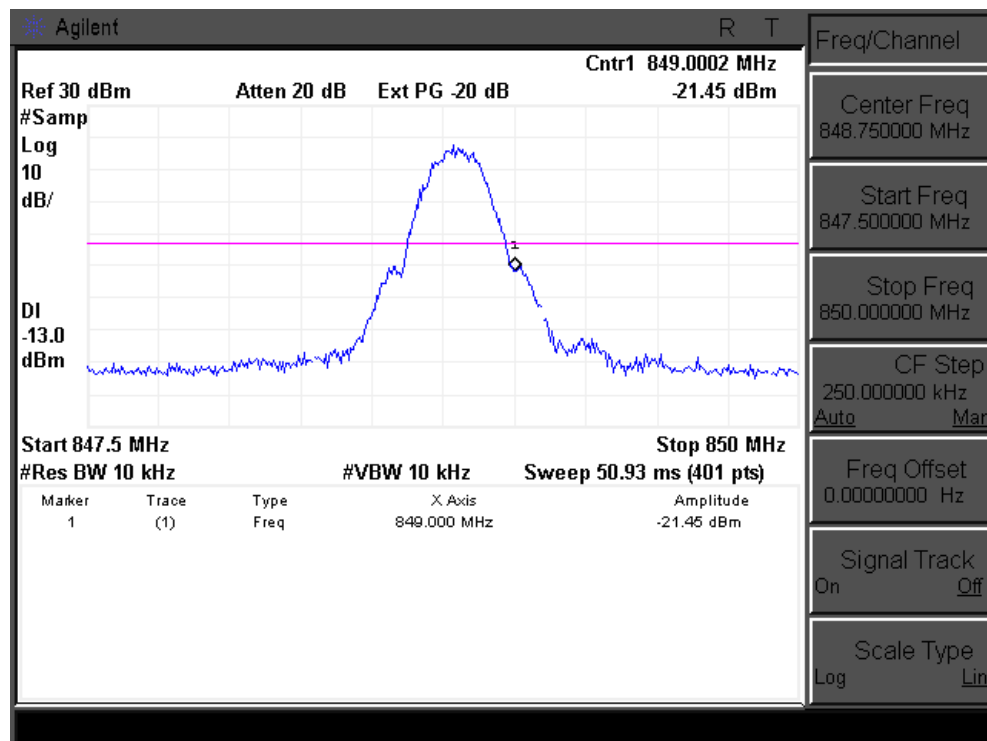 Agilent R T
Cntr1 849.0002 MHz
Ref 30 dBm Atten 20 dB Ext PG -20 dB -21.45 dBm
#Samp
Log
10
dB/
1
DI
-13.0
dBm
Start 847.5 MHz Stop 850 MHz
#Res BW 10 kHz #VBW 10 kHz Sweep 50.93 ms (401 pts)
Marker Trace Type X Axis Amplitude
1 (1) Freq 849.000 MHz -21.45 dBm
Freq/Channel
Center Freq
848.750000 MHz
Start Freq
847.500000 MHz
Stop Freq
850.000000 MHz
CF Step
250.000000 kHz
Auto Man
Freq Offset
0.00000000 Hz
Signal Track
On Off
Scale Type
Log Lin